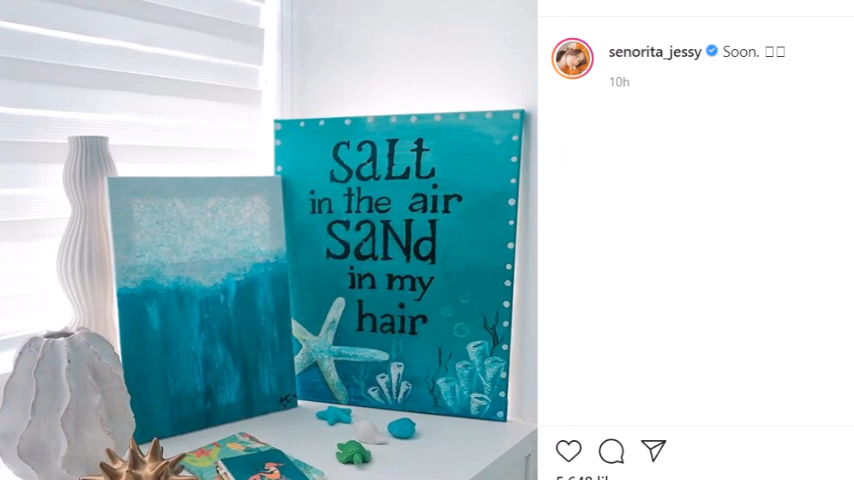 salt
in the air
SaNd
in my
hair
senorita_jessy Soon.
10h